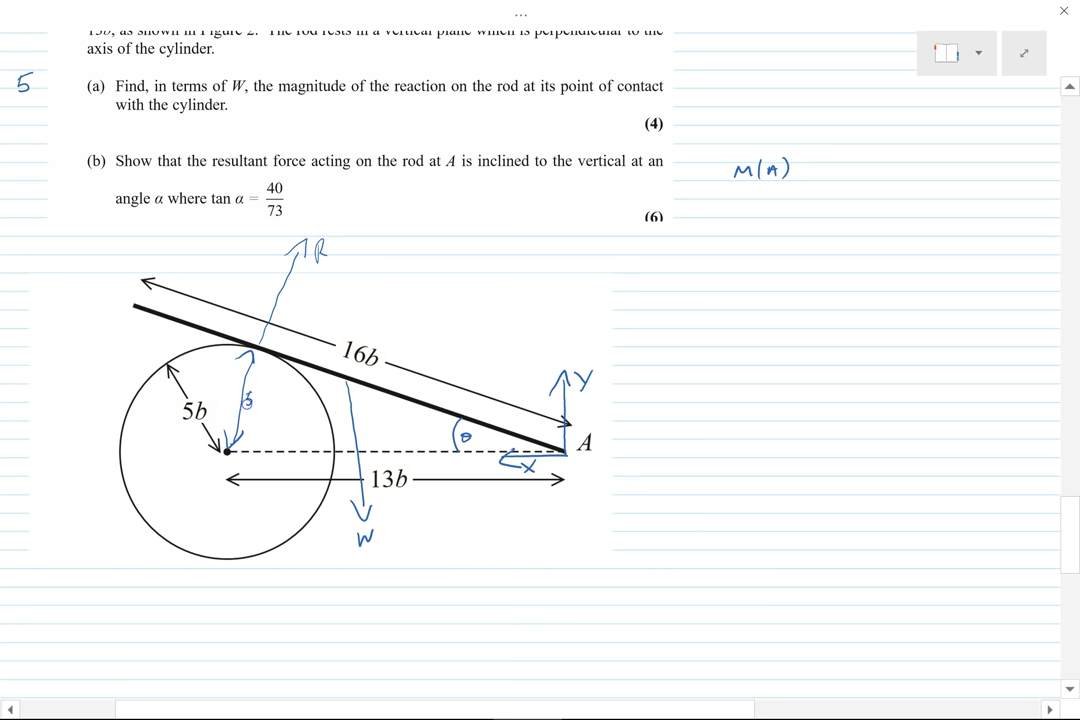 axis of the cylinder.
5
(a) Find, in terms of W, the magnitude of the reaction on the rod at its point of contact
with the cylinder.
(4)
(b) Show that the resultant force acting on the rod at A is inclined to the vertical at an
angle α where tan α = 40/73
(6)
M(A)
R
16b
Y
5b
5
θ
A
X
13b
W